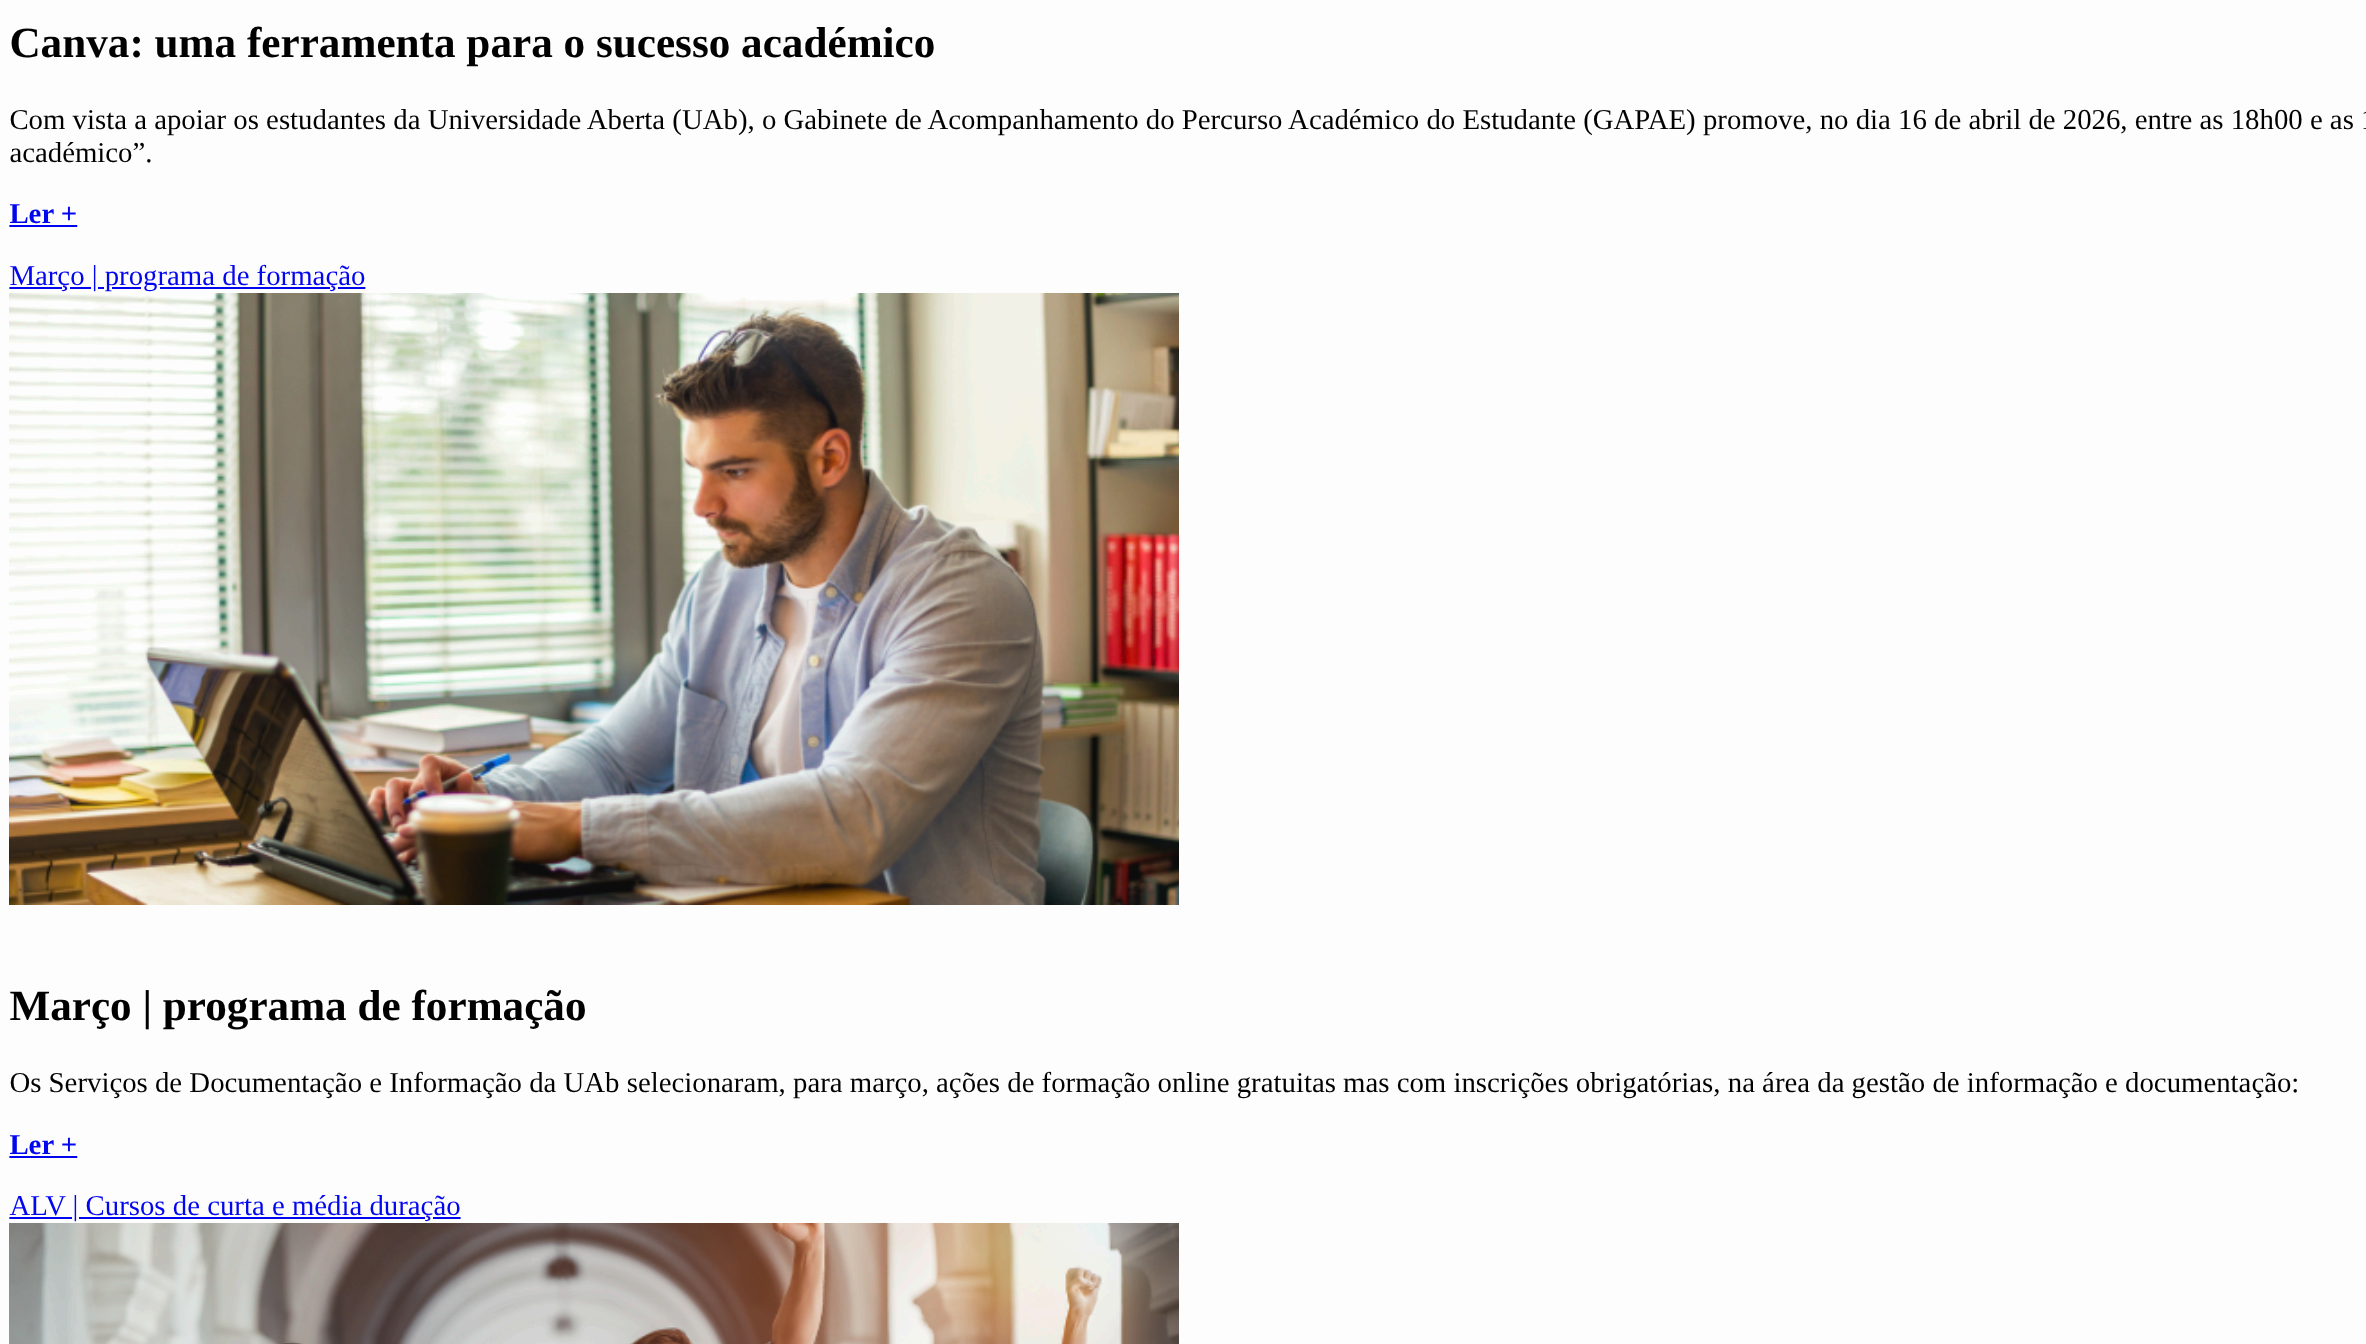 Canva: uma ferramenta para o sucesso académico
Com vista a apoiar os estudantes da Universidade Aberta (UAb), o Gabinete de Acompanhamento do Percurso Académico do Estudante (GAPAE) promove, no dia 16 de abril de 2026, entre as 18h00 e as
académico”.
Ler +
Março | programa de formação
Março | programa de formação
Os Serviços de Documentação e Informação da UAb selecionaram, para março, ações de formação online gratuitas mas com inscrições obrigatórias, na área da gestão de informação e documentação:
Ler +
ALV | Cursos de curta e média duração